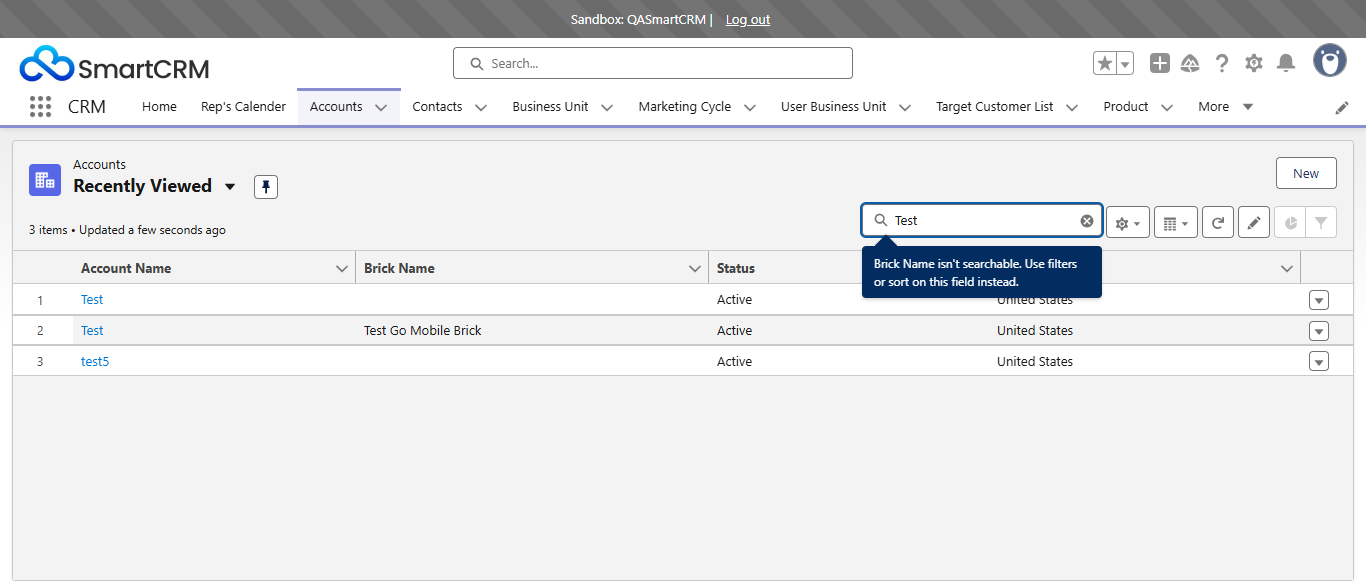 Sandbox: QASmartCRM | Log out
SmartCRM
Search...
CRM Home Rep's Calender Accounts Contacts Business Unit Marketing Cycle User Business Unit Target Customer List Product More
Accounts
Recently Viewed
New
3 items • Updated a few seconds ago
Test
Brick Name isn't searchable. Use filters
or sort on this field instead.
Account Name Brick Name Status
1 Test Active United States
2 Test Test Go Mobile Brick Active United States
3 test5 Active United States